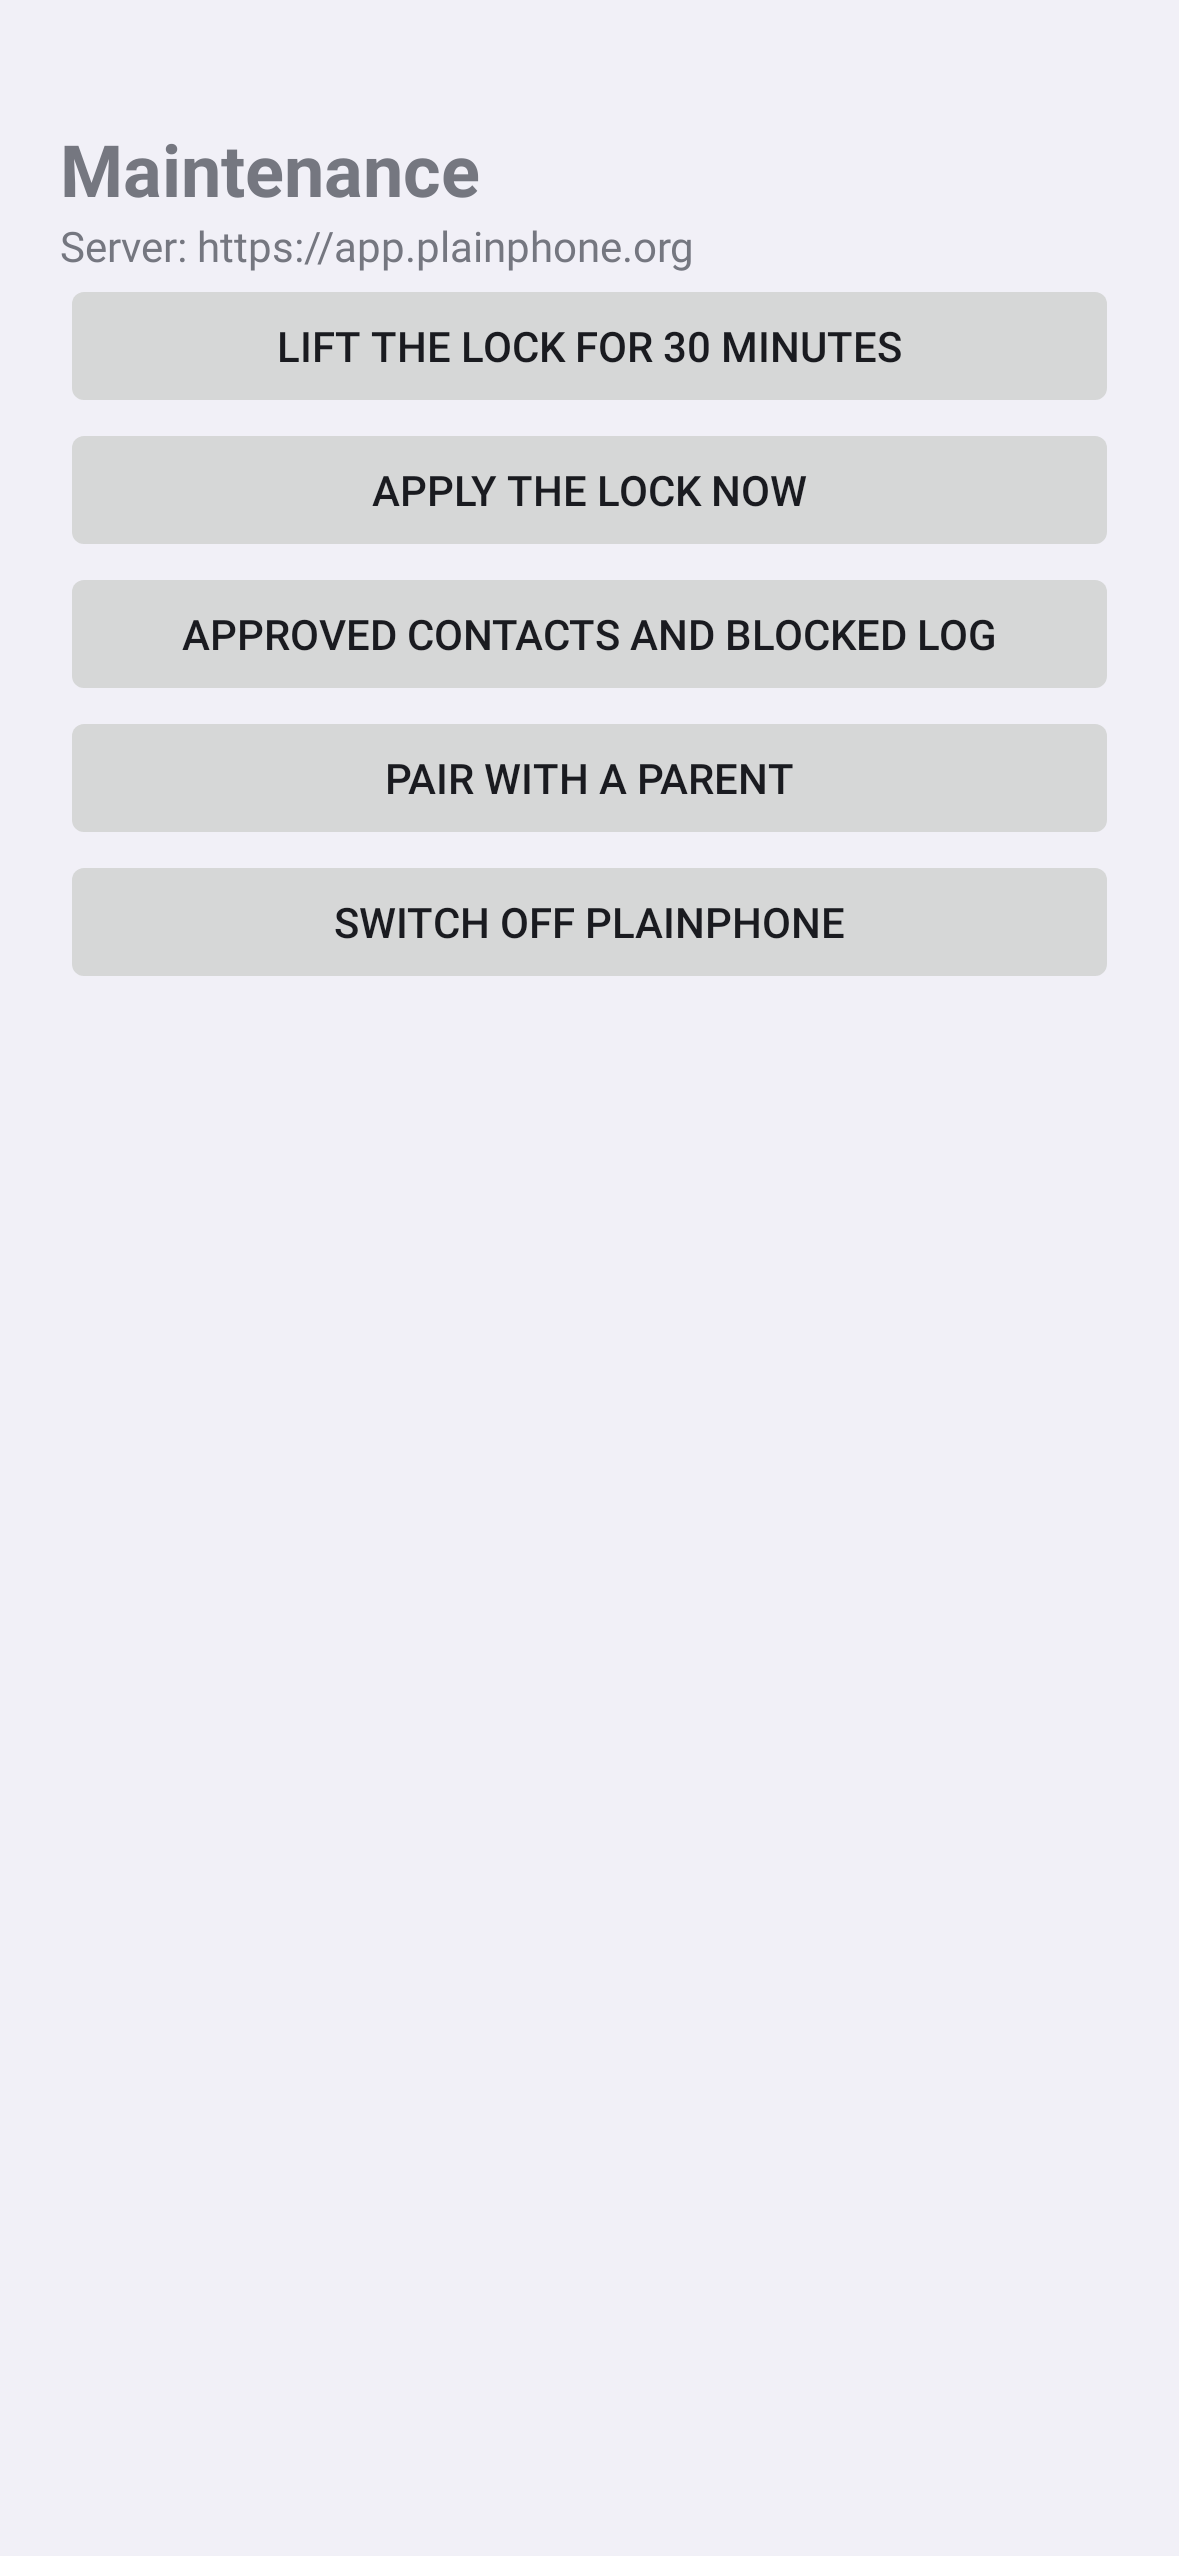 Maintenance
Server: https://app.plainphone.org
LIFT THE LOCK FOR 30 MINUTES
APPLY THE LOCK NOW
APPROVED CONTACTS AND BLOCKED LOG
PAIR WITH A PARENT
SWITCH OFF PLAINPHONE